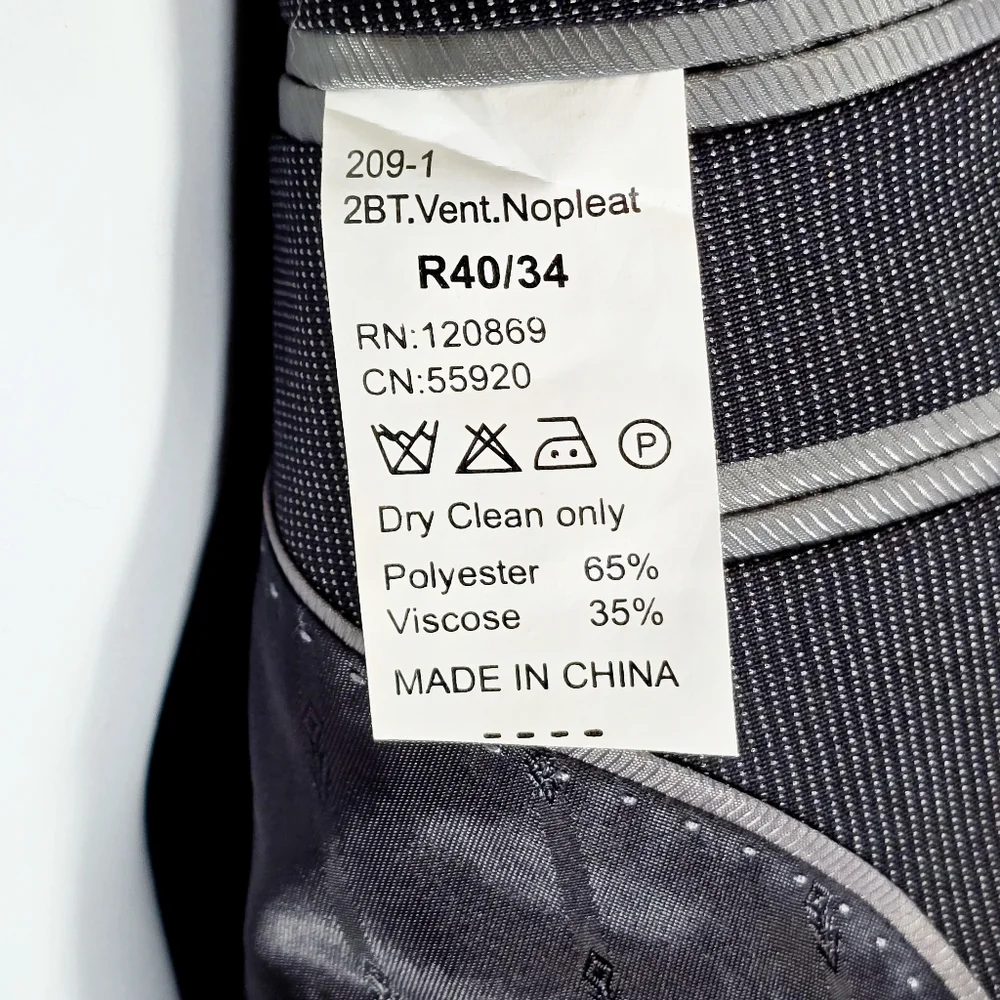 209-1
2BT.Vent.Nopleat
R40/34
RN:120869
CN:55920
P
Dry Clean only
Polyester 65%
Viscose 35%
MADE IN CHINA